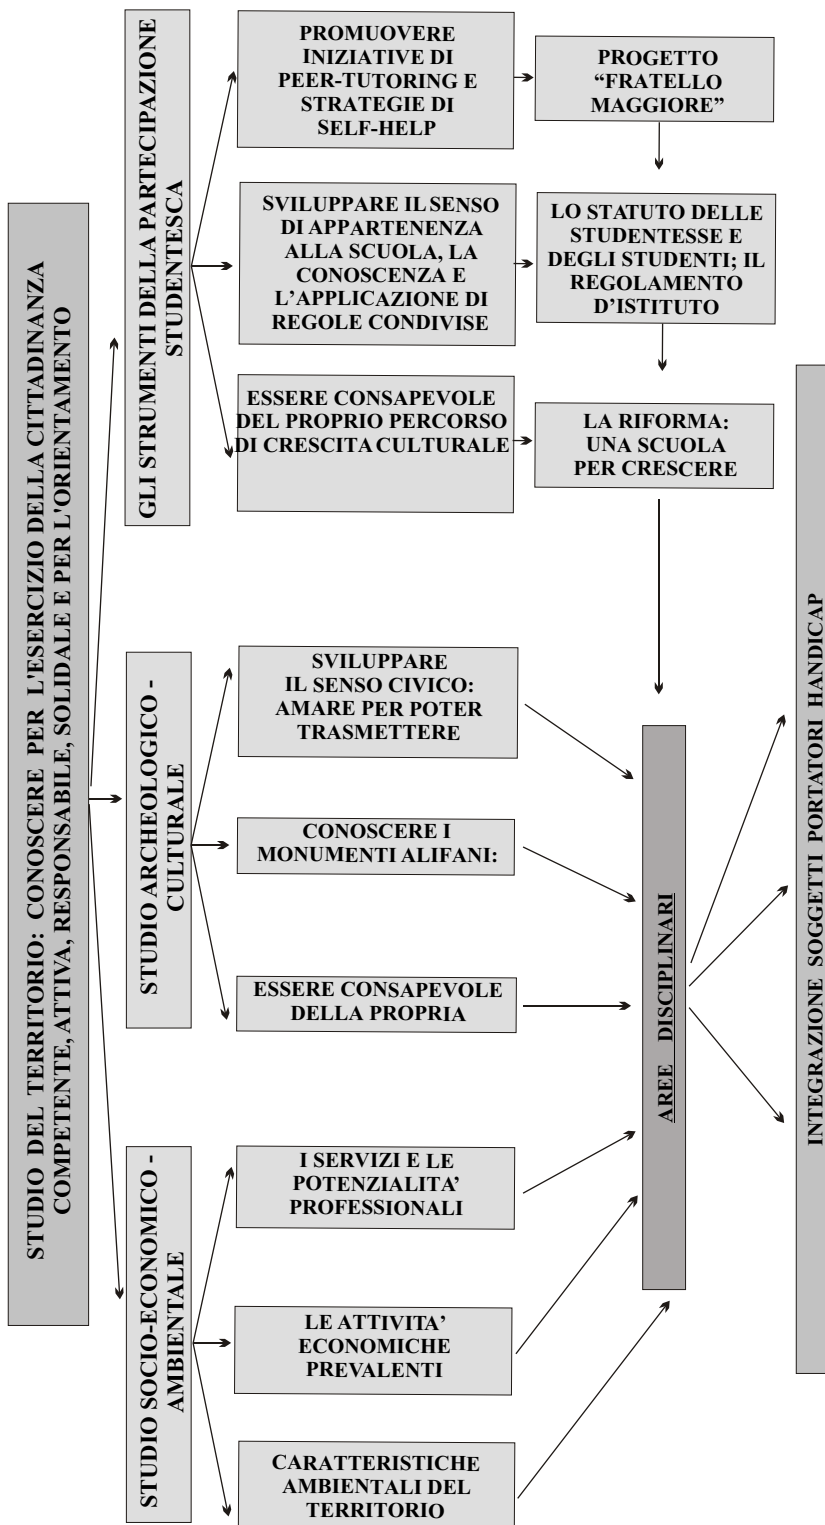 STUDIO DEL TERRITORIO: CONOSCERE PER L'ESERCIZIO DELLA CITTADINANZA
COMPETENTE, ATTIVA, RESPONSABILE, SOLIDALE E PER L'ORIENTAMENTO
GLI STRUMENTI DELLA PARTECIPAZIONE
STUDENTESCA
PROMUOVERE
INIZIATIVE DI
PEER-TUTORING E
STRATEGIE DI
SELF-HELP
PROGETTO
“FRATELLO
MAGGIORE”
SVILUPPARE IL SENSO
DI APPARTENENZA
ALLA SCUOLA, LA
CONOSCENZA E
L’APPLICAZIONE DI
REGOLE CONDIVISE
LO STATUTO DELLE
STUDENTESSE E
DEGLI STUDENTI; IL
REGOLAMENTO
D’ISTITUTO
ESSERE CONSAPEVOLE
DEL PROPRIO PERCORSO
DI CRESCITA CULTURALE
LA RIFORMA:
UNA SCUOLA
PER CRESCERE
STUDIO ARCHEOLOGICO -
CULTURALE
SVILUPPARE
IL SENSO CIVICO:
AMARE PER POTER
TRASMETTERE
CONOSCERE I
MONUMENTI ALIFANI:
ESSERE CONSAPEVOLE
DELLA PROPRIA
STUDIO SOCIO-ECONOMICO -
AMBIENTALE
I SERVIZI E LE
POTENZIALITA’
PROFESSIONALI
LE ATTIVITA’
ECONOMICHE
PREVALENTI
CARATTERISTICHE
AMBIENTALI DEL
TERRITORIO
AREE DISCIPLINARI
INTEGRAZIONE SOGGETTI PORTATORI HANDICAP